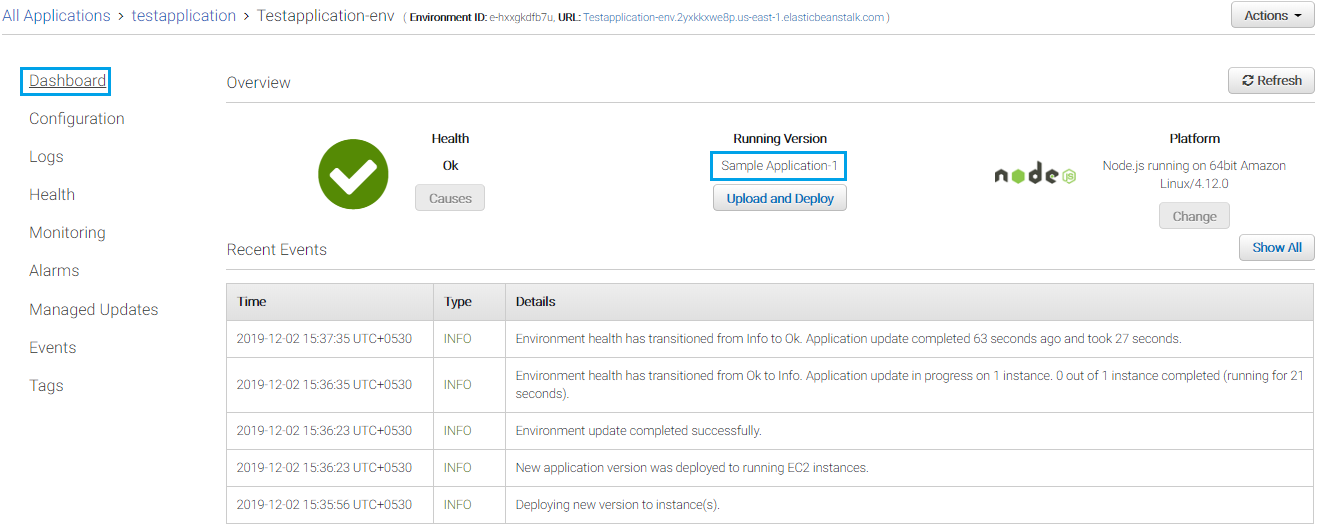 All Applications > testapplication > Testapplication-env ( Environment ID: e-hxxgkdfb7u, URL: Testapplication-env.2yxkkxwe8p.us-east-1.elasticbeanstalk.com )
Actions
Dashboard
Configuration
Logs
Health
Monitoring
Alarms
Managed Updates
Events
Tags
Overview
Refresh
Health
Ok
Causes
Running Version
Sample Application-1
Upload and Deploy
node JS
Platform
Node.js running on 64bit Amazon
Linux/4.12.0
Change
Recent Events
Show All
Time Type Details
2019-12-02 15:37:35 UTC+0530 INFO Environment health has transitioned from Info to Ok. Application update completed 63 seconds ago and took 27 seconds.
2019-12-02 15:36:35 UTC+0530 INFO Environment health has transitioned from Ok to Info. Application update in progress on 1 instance. 0 out of 1 instance completed (running for 21
seconds).
2019-12-02 15:36:23 UTC+0530 INFO Environment update completed successfully.
2019-12-02 15:36:23 UTC+0530 INFO New application version was deployed to running EC2 instances.
2019-12-02 15:35:56 UTC+0530 INFO Deploying new version to instance(s).